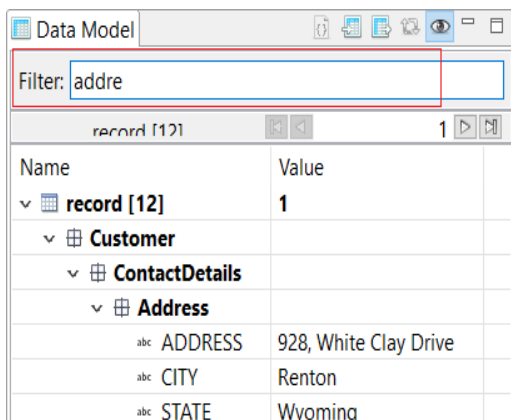 Data Model
Filter: addre
record [12] 1
Name Value
record [12] 1
Customer
ContactDetails
Address
abc ADDRESS 928, White Clay Drive
abc CITY Renton
abc STATE Wyoming